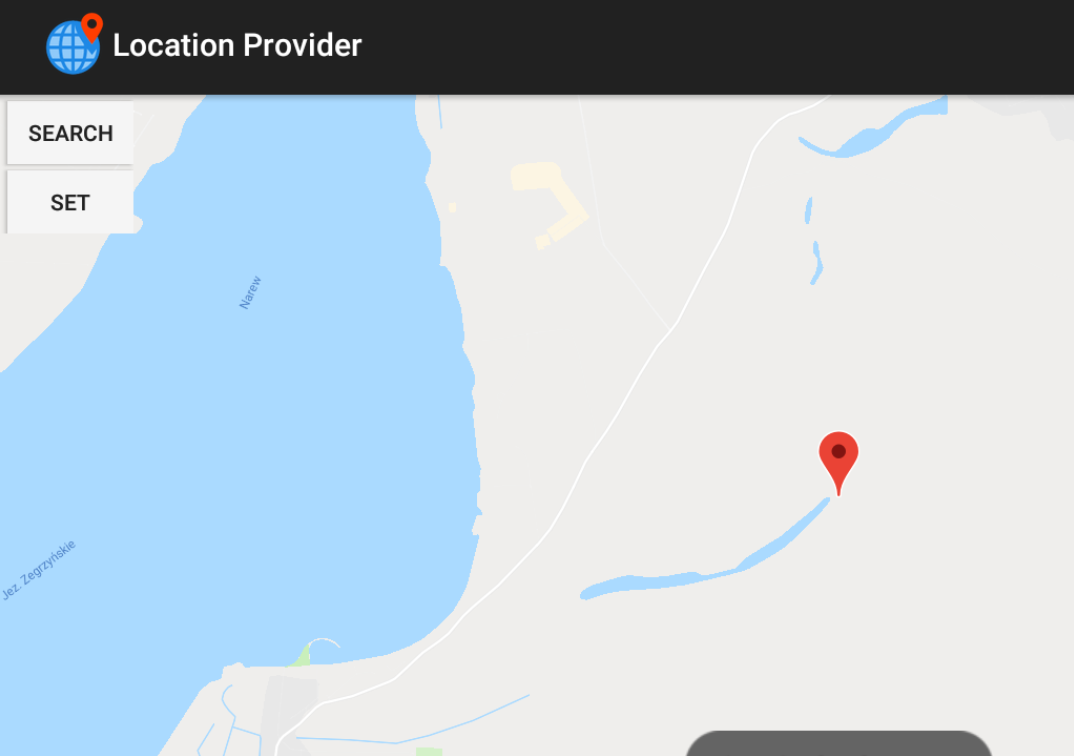 Location Provider
SEARCH
SET
Narew
Jez. Zegrzyńskie